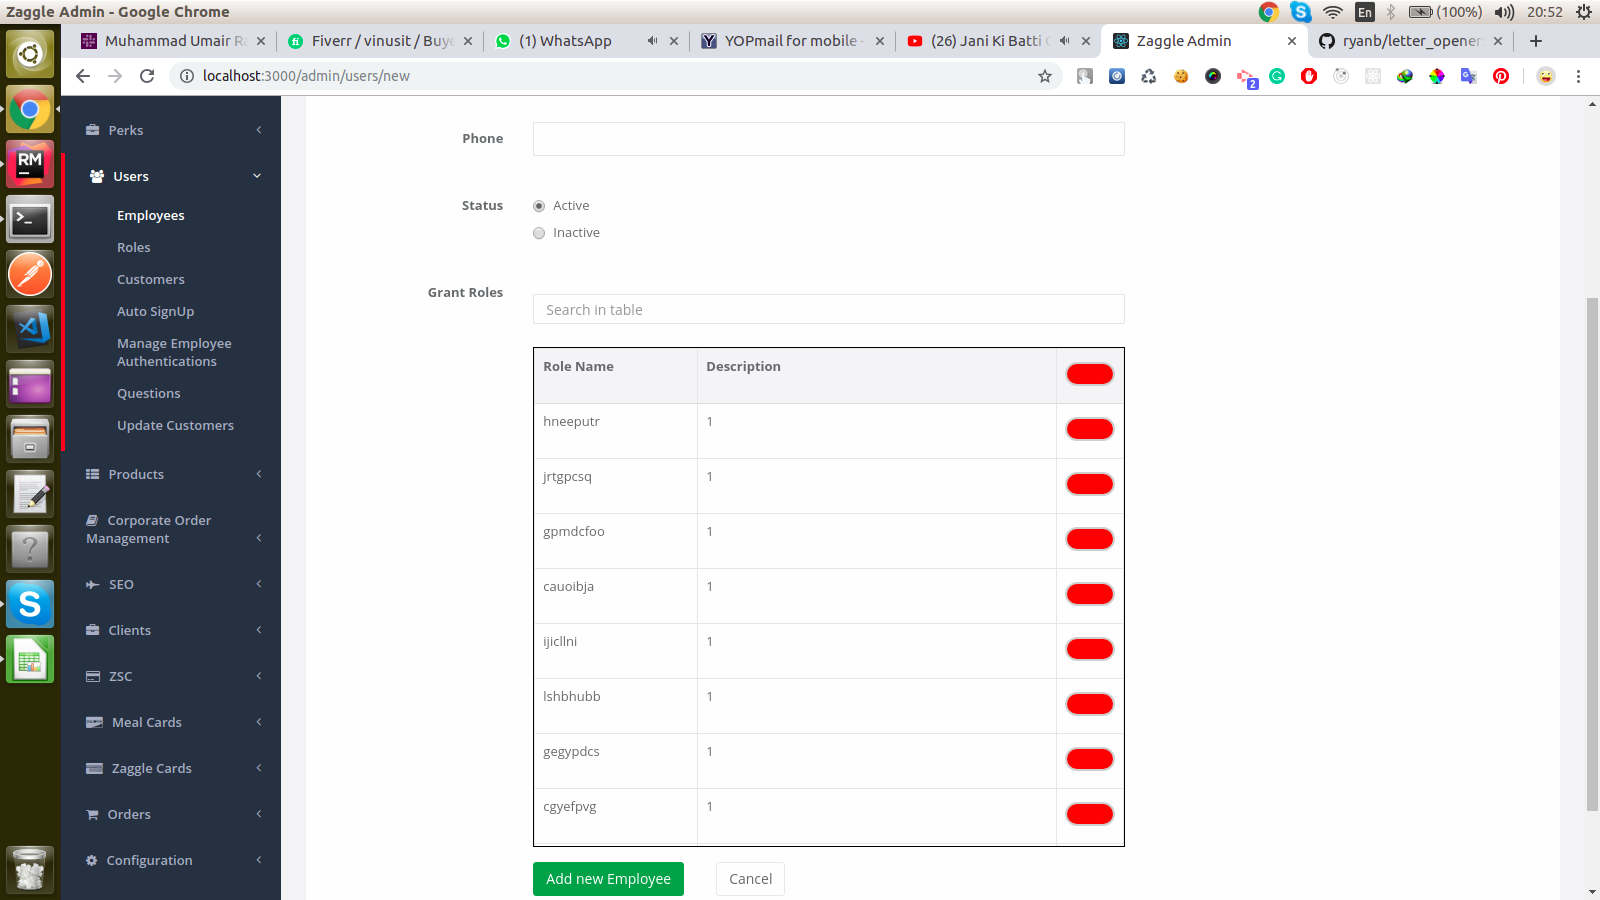 Zaggle Admin - Google Chrome
En
(100%)
20:52
Muhammad Umair R
Fiverr / vinusit / Buye
(1) WhatsApp
YOPmail for mobile -
(26) Jani Ki Batti
Zaggle Admin
ryanb/letter_opener
localhost:3000/admin/users/new
2
RM
Perks
Users
Employees
Roles
Customers
Auto SignUp
Manage Employee
Authentications
Questions
Update Customers
Products
Corporate Order
Management
SEO
Clients
ZSC
Meal Cards
Zaggle Cards
Orders
Configuration
Phone
Status
Active
Inactive
Grant Roles
Search in table
Role Name Description
hneeputr 1
jrtgpcsq 1
gpmdcfoo 1
cauoibja 1
ijicllni 1
lshbhubb 1
gegypdcs 1
cgyefpvg 1
Add new Employee
Cancel